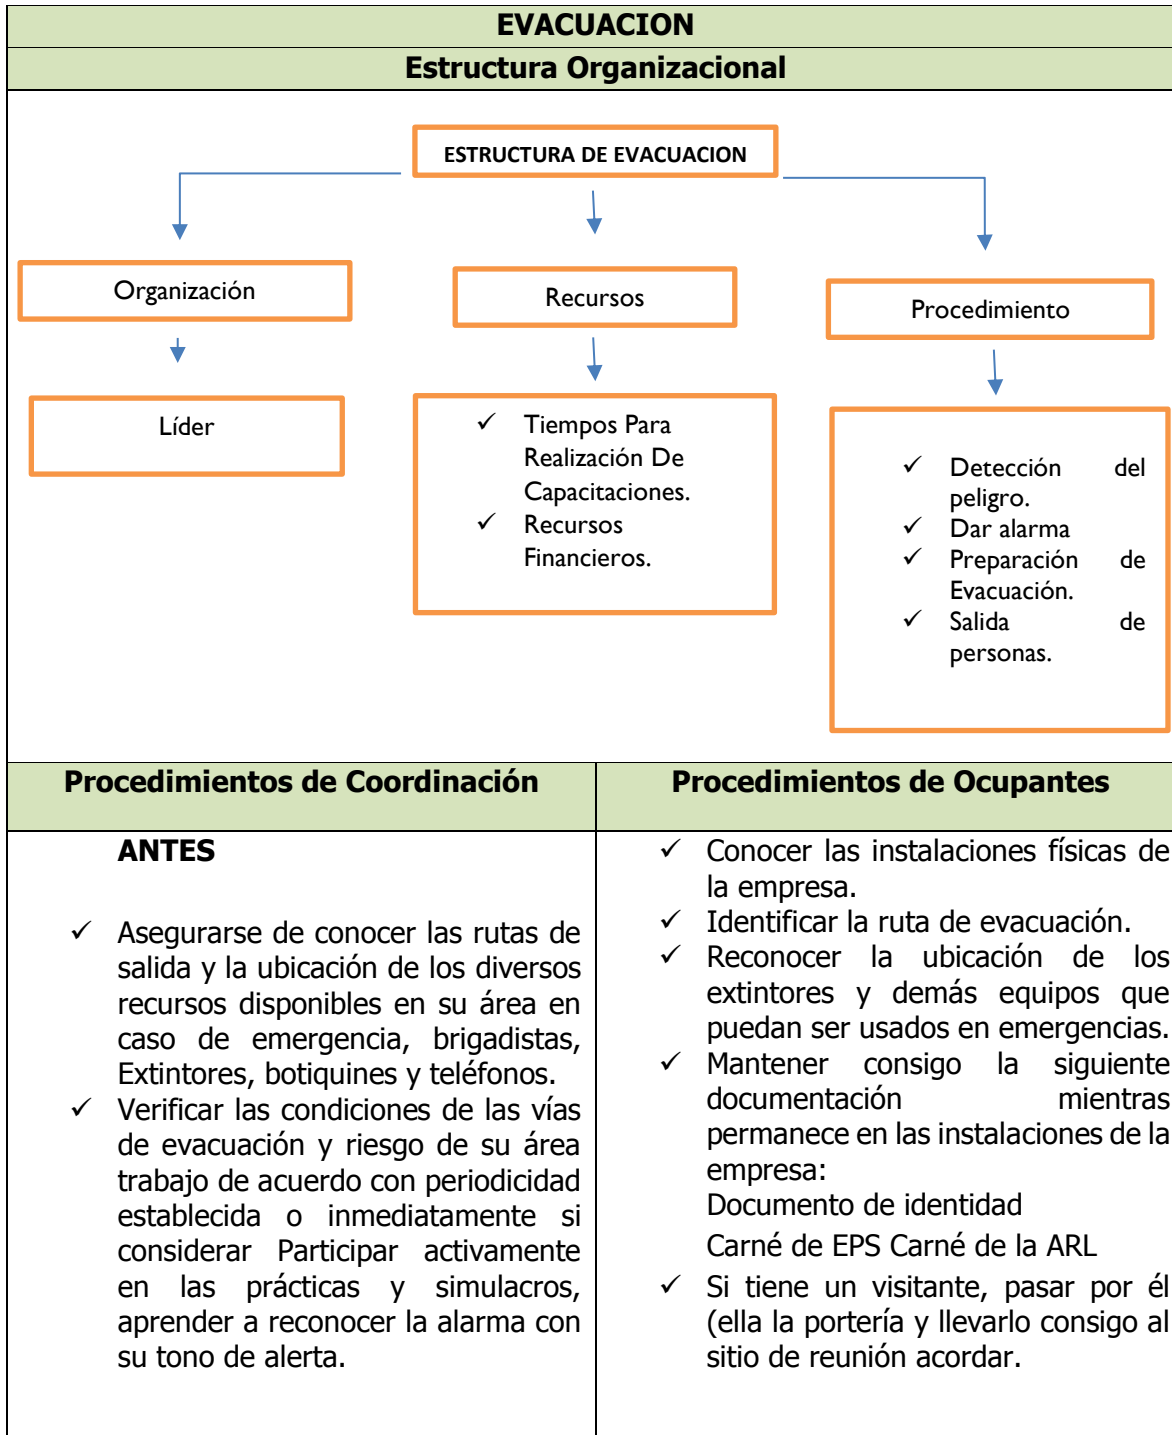 EVACUACION
Estructura Organizacional
ESTRUCTURA DE EVACUACION
Organización
Recursos
Procedimiento
Líder
✓ Tiempos Para
Realización De
Capacitaciones.
✓ Recursos
Financieros.
✓ Detección del
peligro.
✓ Dar alarma
✓ Preparación de
Evacuación.
✓ Salida de
personas.
Procedimientos de Coordinación
Procedimientos de Ocupantes
ANTES
✓ Asegurarse de conocer las rutas de
salida y la ubicación de los diversos
recursos disponibles en su área en
caso de emergencia, brigadistas,
Extintores, botiquines y teléfonos.
✓ Verificar las condiciones de las vías
de evacuación y riesgo de su área
trabajo de acuerdo con periodicidad
establecida o inmediatamente si
considerar Participar activamente
en las prácticas y simulacros,
aprender a reconocer la alarma con
su tono de alerta.
✓ Conocer las instalaciones físicas de
la empresa.
✓ Identificar la ruta de evacuación.
✓ Reconocer la ubicación de los
extintores y demás equipos que
puedan ser usados en emergencias.
✓ Mantener consigo la siguiente
documentación mientras
permanece en las instalaciones de la
empresa:
Documento de identidad
Carné de EPS Carné de la ARL
✓ Si tiene un visitante, pasar por él
(ella la portería y llevarlo consigo al
sitio de reunión acordar.